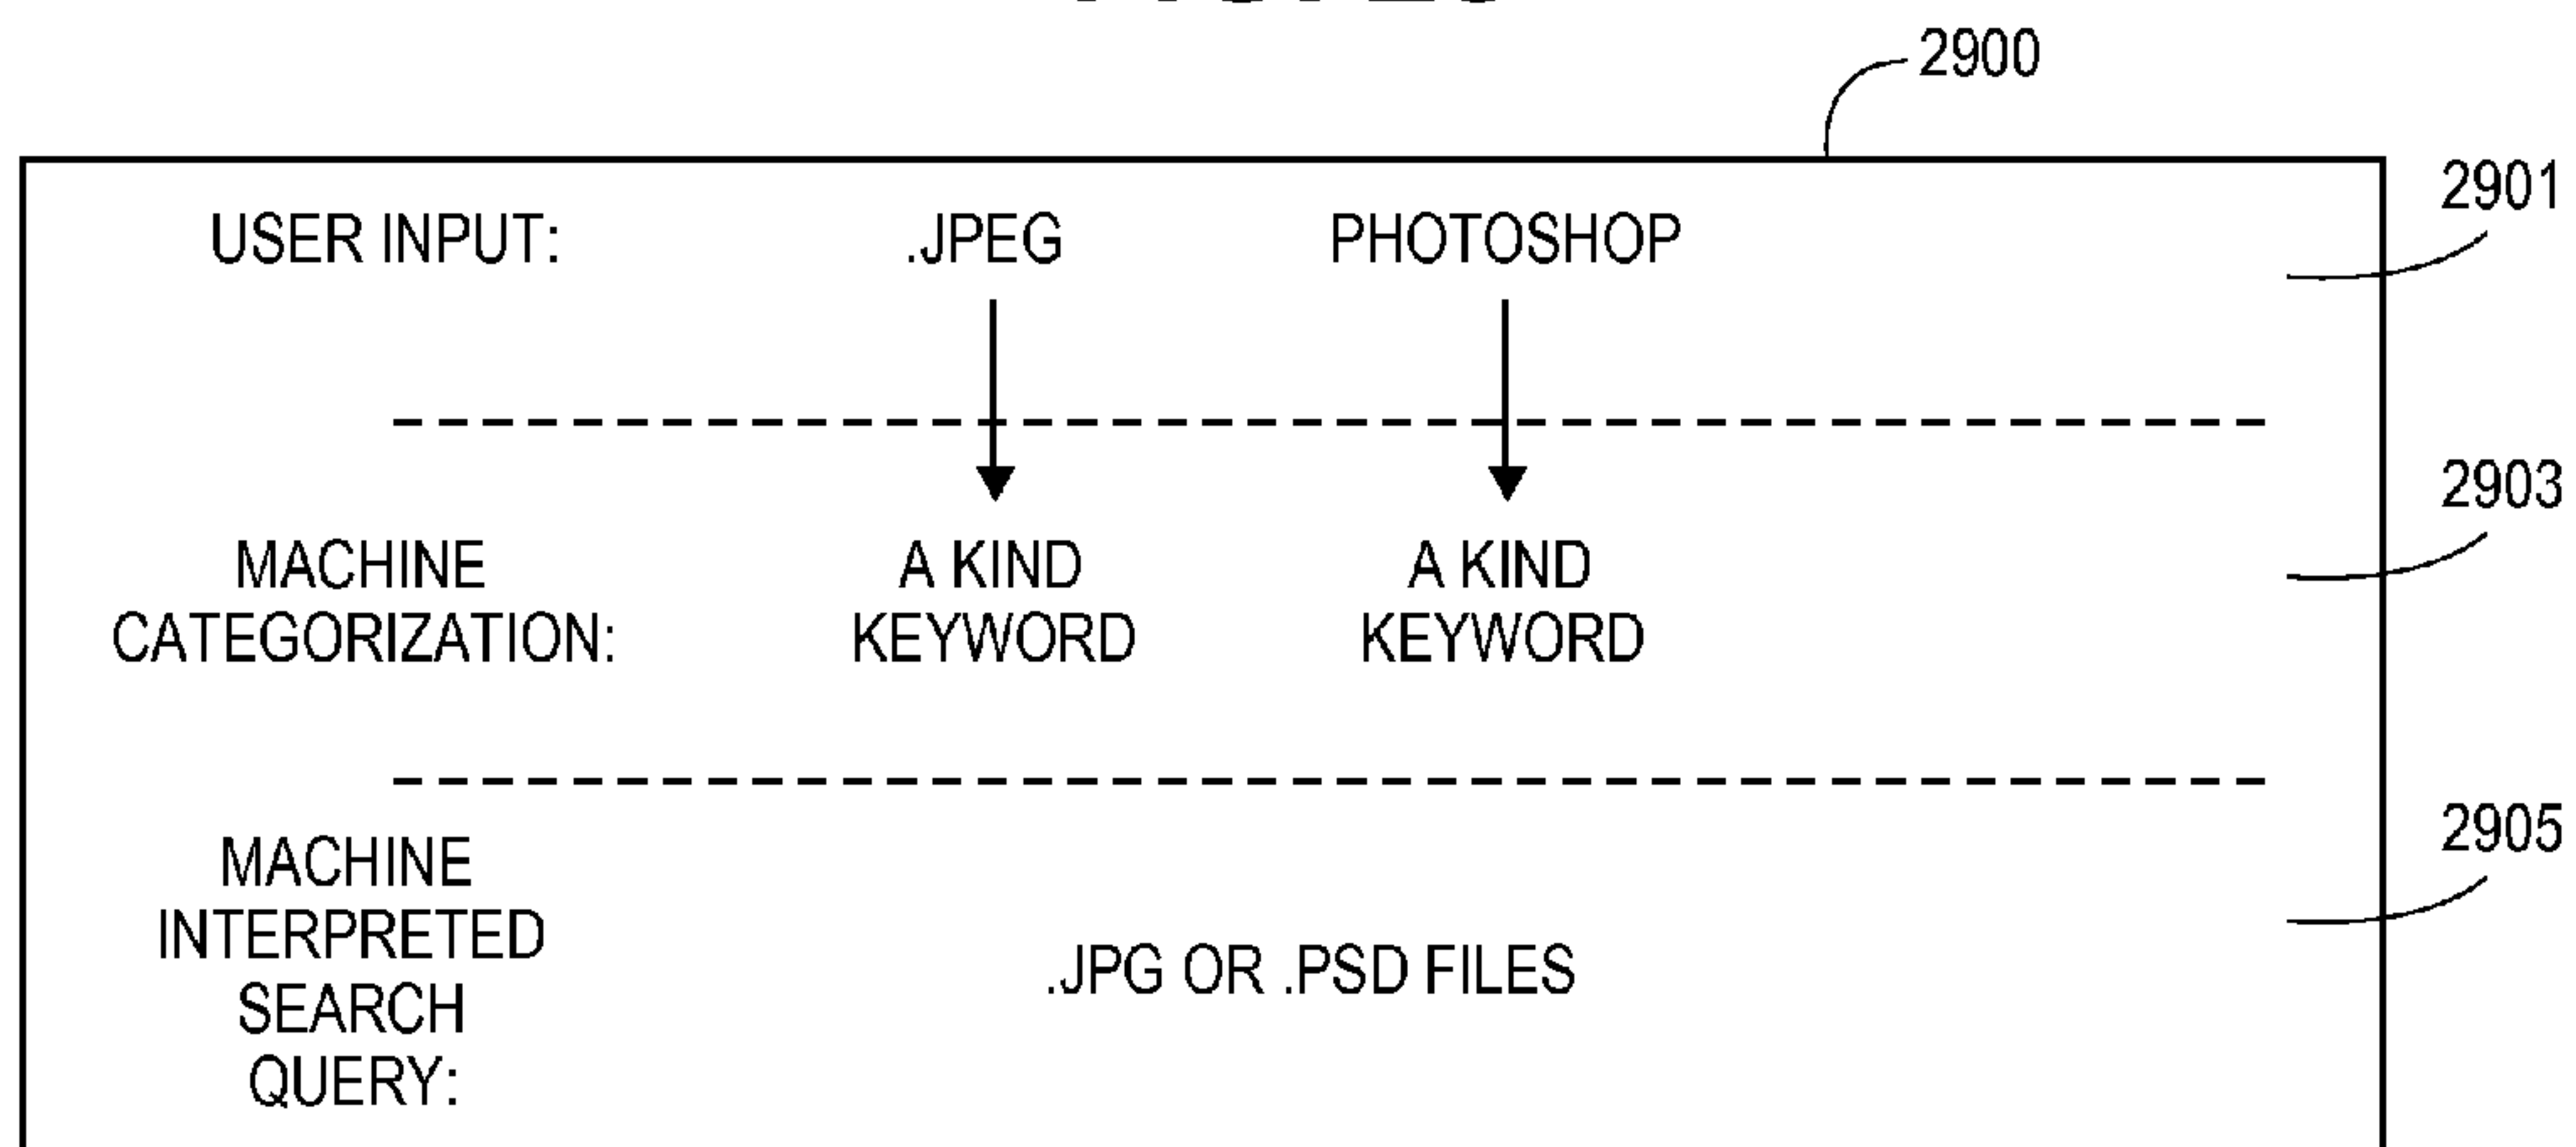 2900
2901
USER INPUT: .JPEG PHOTOSHOP
2903
MACHINE CATEGORIZATION: A KIND KEYWORD A KIND KEYWORD
2905
MACHINE
INTERPRETED
SEARCH
QUERY:
.JPG OR .PSD FILES